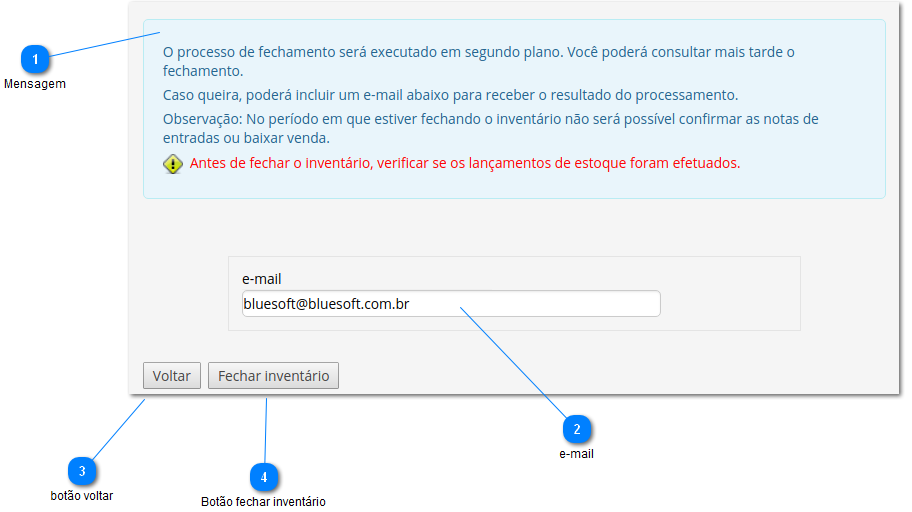 1
Mensagem
O processo de fechamento será executado em segundo plano. Você poderá consultar mais tarde o
fechamento.
Caso queira, poderá incluir um e-mail abaixo para receber o resultado do processamento.
Observação: No período em que estiver fechando o inventário não será possível confirmar as notas de
entradas ou baixar venda.
Antes de fechar o inventário, verificar se os lançamentos de estoque foram efetuados.
e-mail
bluesoft@bluesoft.com.br
Voltar Fechar inventário
2
e-mail
3
botão voltar
4
Botão fechar inventário